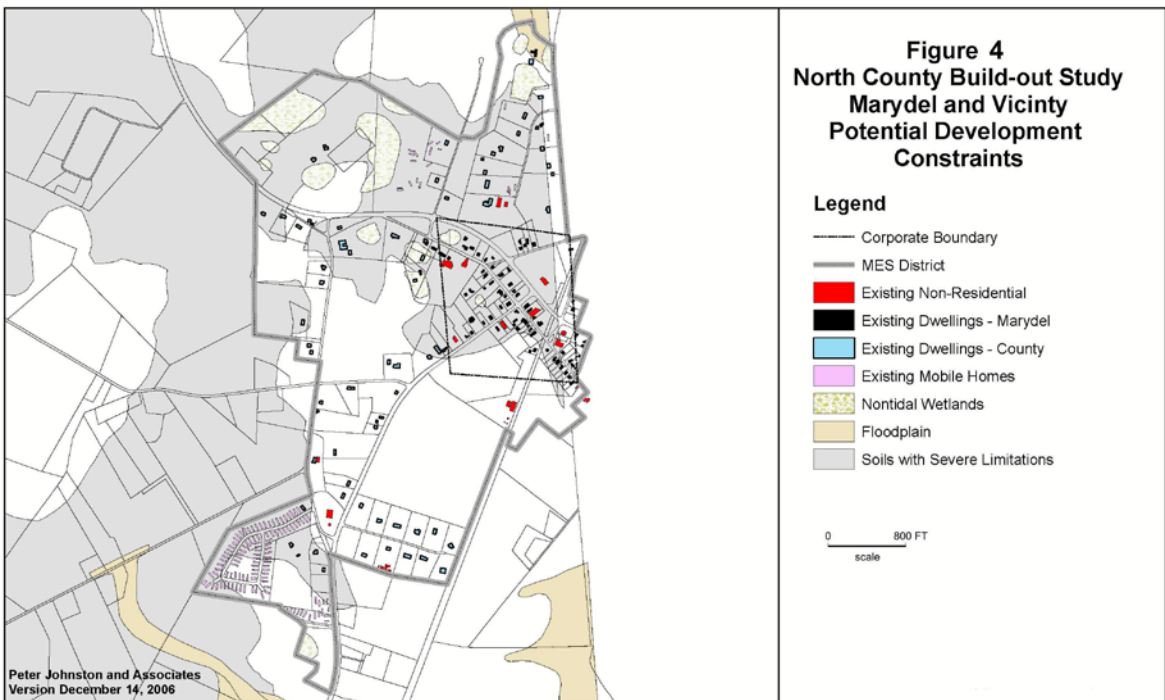 Figure 4
North County Build-out Study
Marydel and Vicinty
Potential Development
Constraints
Legend
Corporate Boundary
MES District
Existing Non-Residential
Existing Dwellings - Marydel
Existing Dwellings - County
Existing Mobile Homes
Nontidal Wetlands
Floodplain
Soils with Severe Limitations
0 800 FT
scale
Peter Johnston and Associates
Version December 14, 2006